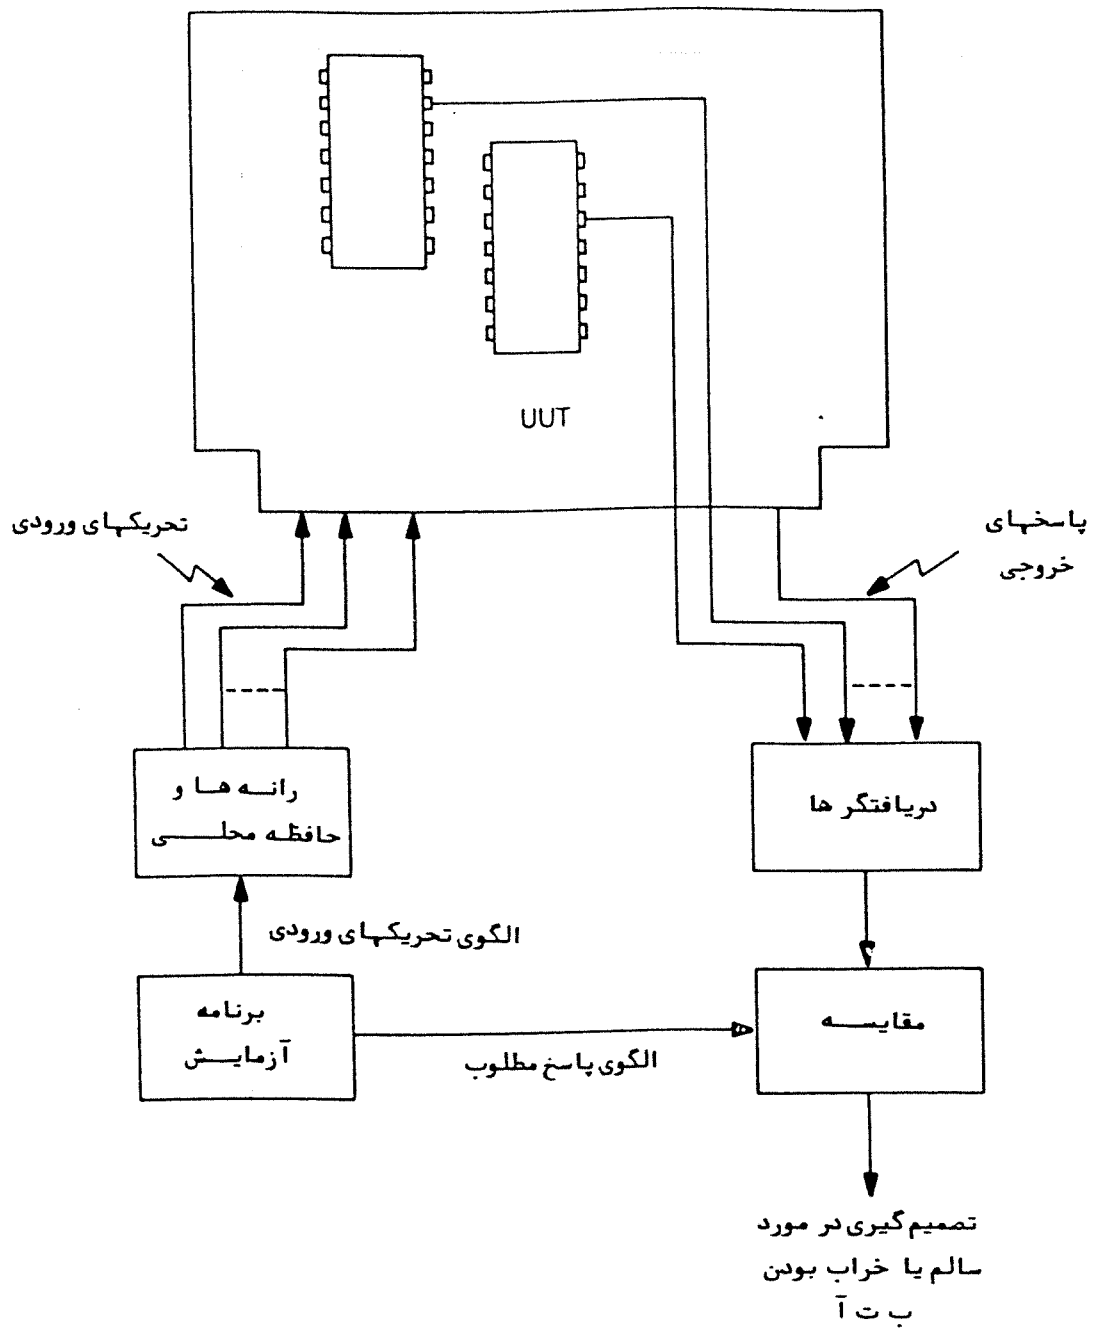 UUT
تحریکهای ورودی
پاسخهای
خروجی
رانه ها و
حافظه محلی
دریافتگر ها
الگوی تحریکهای ورودی
برنامه
آزمایش
مقایسه
الگوی پاسخ مطلوب
تصمیم گیری در مورد
سالم یا خراب بودن
ب ت آ